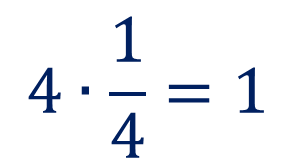 4 · 1/4 = 1